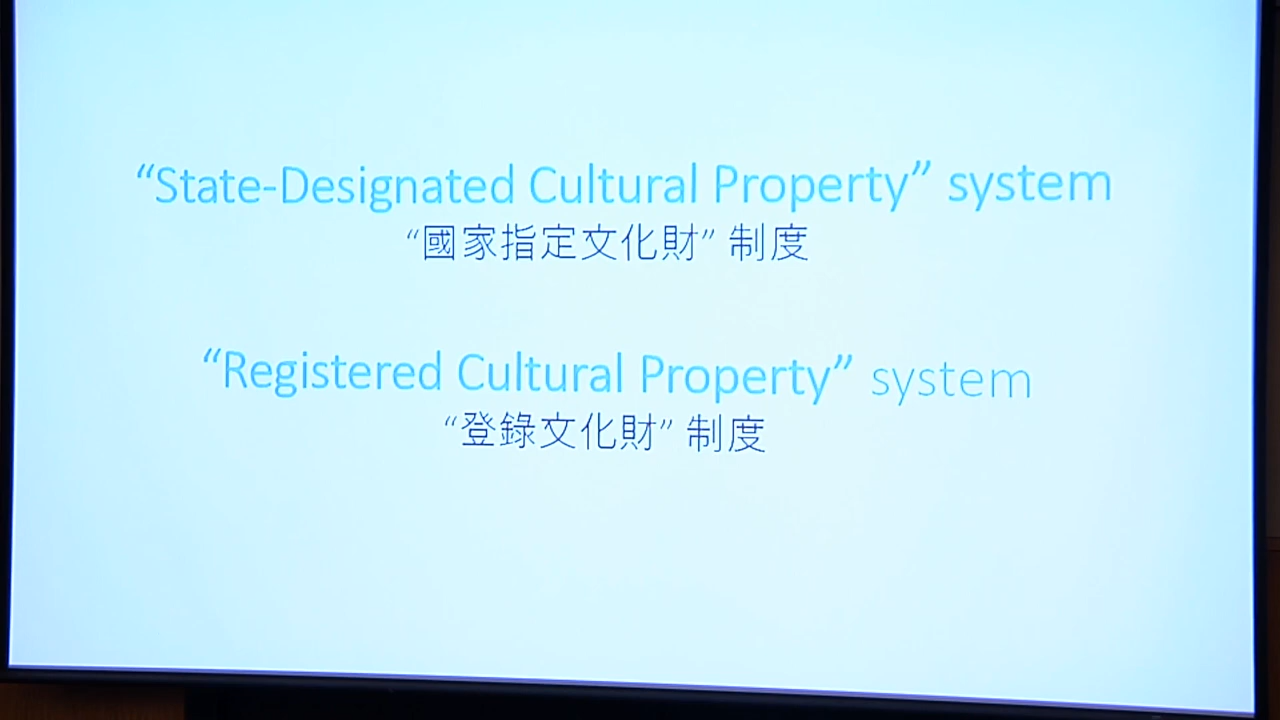 “State-Designated Cultural Property” system
“國家指定文化財” 制度
“Registered Cultural Property” system
“登錄文化財” 制度